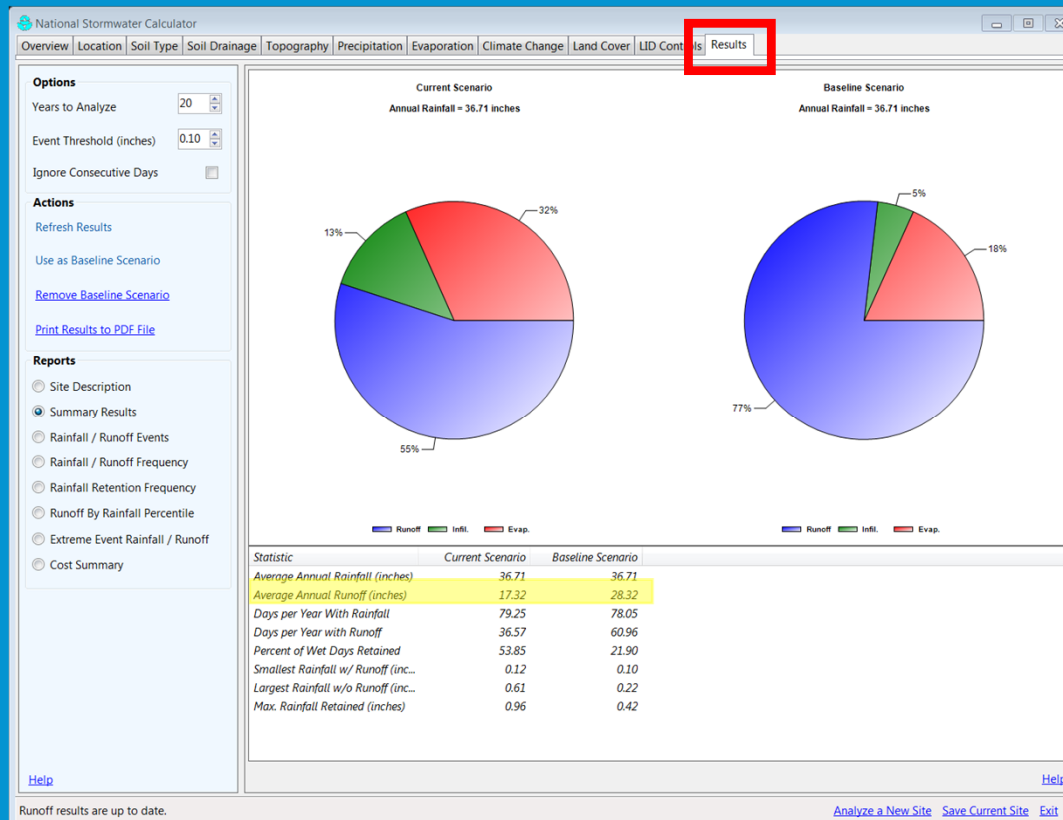 National Stormwater Calculator
Overview Location Soil Type Soil Drainage Topography Precipitation Evaporation Climate Change Land Cover LID Controls Results
Options
Years to Analyze 20
Event Threshold (inches) 0.10
Ignore Consecutive Days
Actions
Refresh Results
Use as Baseline Scenario
Remove Baseline Scenario
Print Results to PDF File
Reports
Site Description
Summary Results
Rainfall / Runoff Events
Rainfall / Runoff Frequency
Rainfall Retention Frequency
Runoff By Rainfall Percentile
Extreme Event Rainfall / Runoff
Cost Summary
Help
Current Scenario
Annual Rainfall = 36.71 inches
32%
13%
55%
Runoff Infil. Evap.
Baseline Scenario
Annual Rainfall = 36.71 inches
5%
18%
77%
Runoff Infil. Evap.
Statistic Current Scenario Baseline Scenario
Average Annual Rainfall (inches) 36.71 36.71
Average Annual Runoff (inches) 17.32 28.32
Days per Year With Rainfall 79.25 78.05
Days per Year with Runoff 36.57 60.96
Percent of Wet Days Retained 53.85 21.90
Smallest Rainfall w/ Runoff (inc... 0.12 0.10
Largest Rainfall w/o Runoff (inc... 0.61 0.22
Max. Rainfall Retained (inches) 0.96 0.42
Help
Runoff results are up to date.
Analyze a New Site Save Current Site Exit